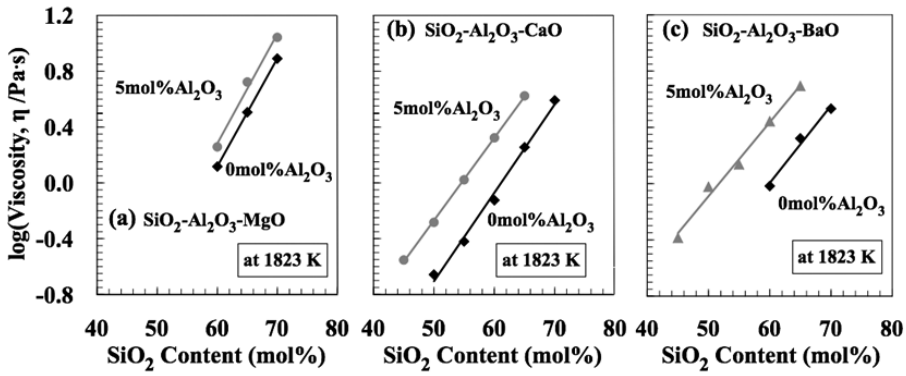 log(Viscosity, η /Pa·s)
1.2
0.8
0.4
0.0
-0.4
-0.8
5mol%Al₂O₃
0mol%Al₂O₃
(a) SiO₂-Al₂O₃-MgO
at 1823 K
40 50 60 70 80
SiO₂ Content (mol%)
(b) SiO₂-Al₂O₃-CaO
5mol%Al₂O₃
0mol%Al₂O₃
at 1823 K
40 50 60 70 80
SiO₂ Content (mol%)
(c) SiO₂-Al₂O₃-BaO
5mol%Al₂O₃
0mol%Al₂O₃
at 1823 K
40 50 60 70 80
SiO₂ Content (mol%)